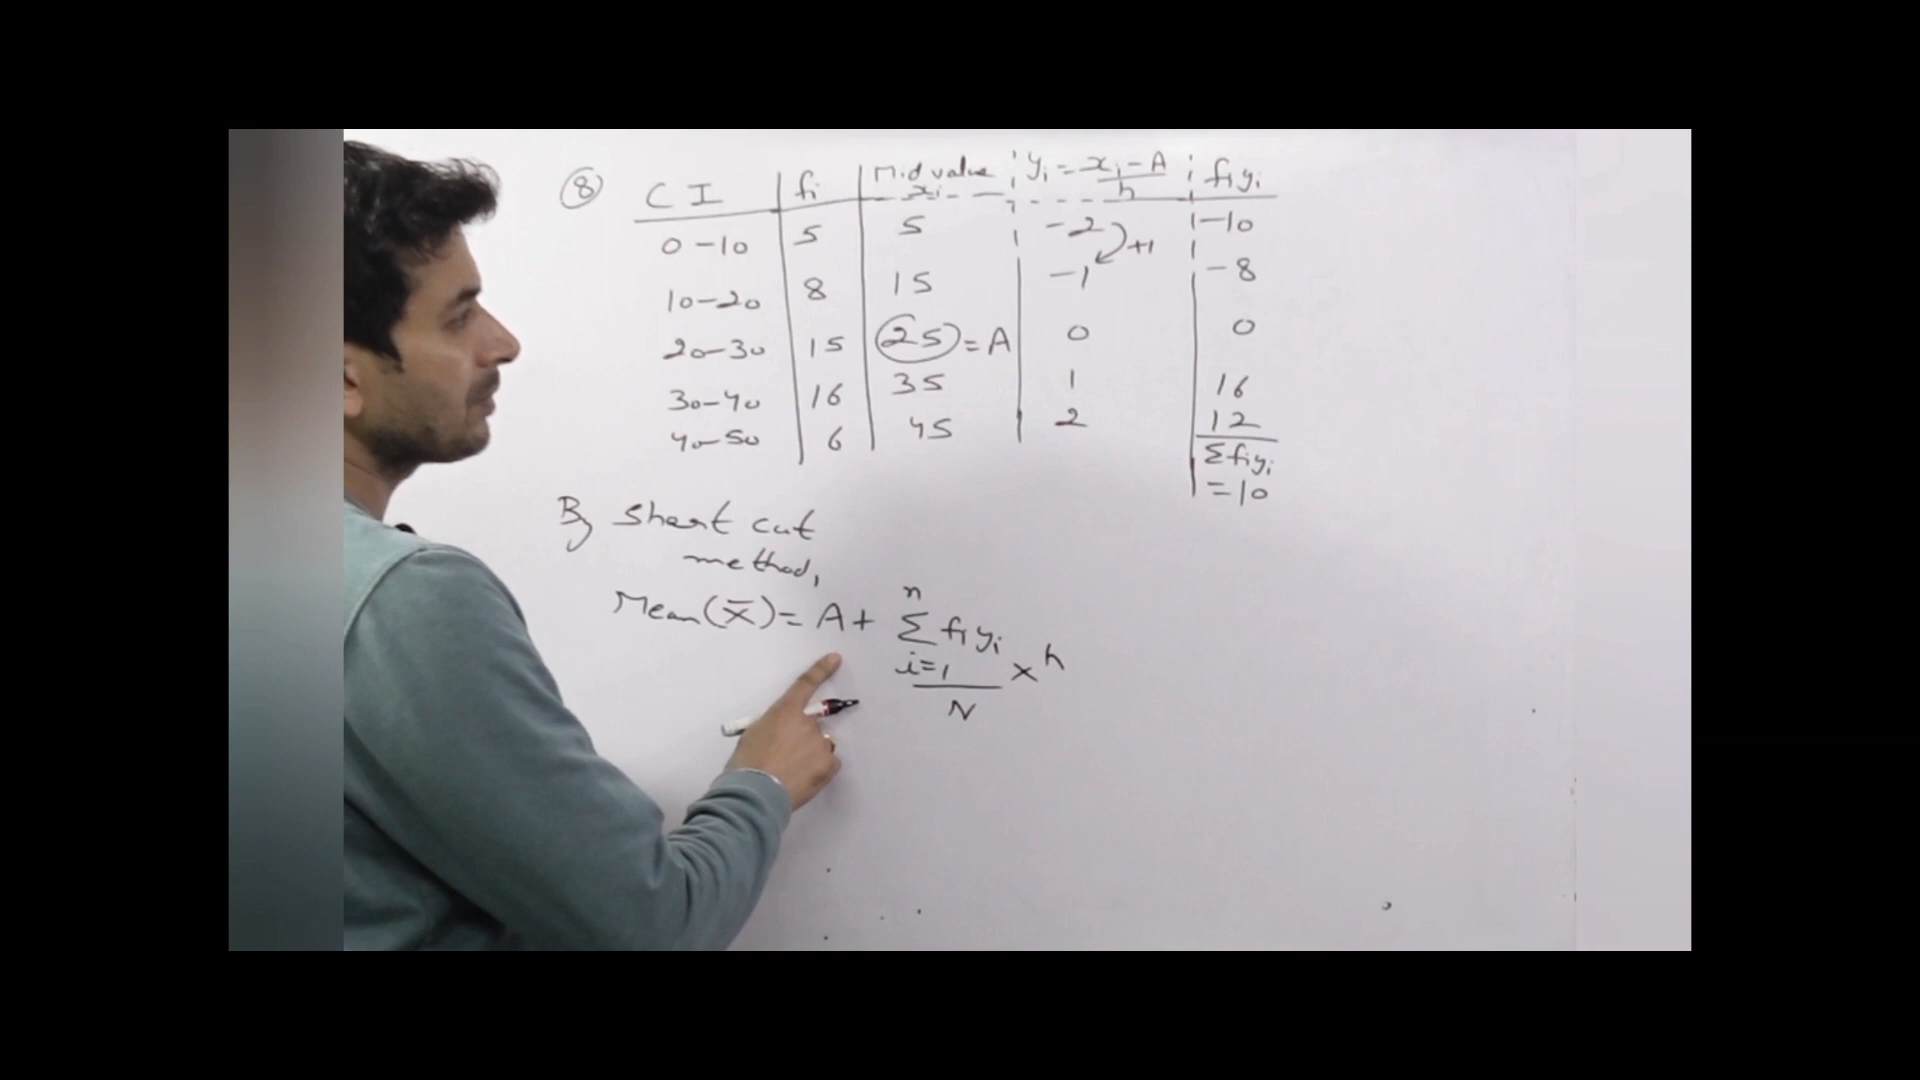 ⑧ C I | fi | Mid value xi | yi = xi - A / h | fiyi
0-10 | 5 | 5 | -2 | -10
+1
10-20 | 8 | 15 | -1 | -8
20-30 | 15 | 25 = A | 0 | 0
30-40 | 16 | 35 | 1 | 16
40-50 | 6 | 45 | 2 | 12
Σfiyi
= 10
By short cut
method,
Mean(x̄) = A + n Σ i=1 fiyi / N × h